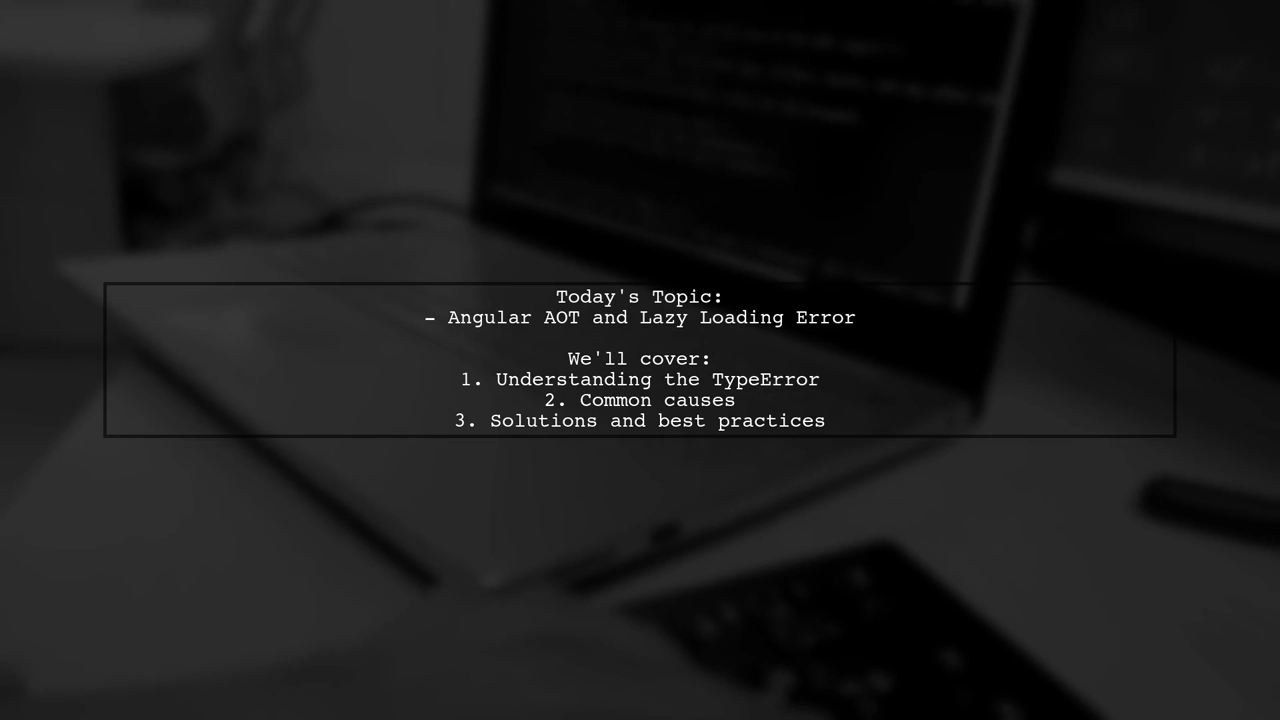 Today's Topic:
- Angular AOT and Lazy Loading Error
We'll cover:
1. Understanding the TypeError
2. Common causes
3. Solutions and best practices